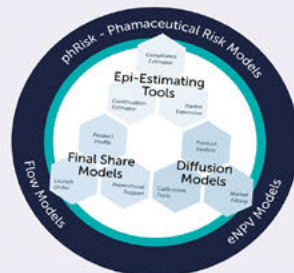 phRisk - Phamaceutical Risk Models
Compliance
Estimator
Epi-Estimating
Tools
Combination
Estimator
Market
Expansion
Product
Profile
Product
Uptake
Final Share
Models
Diffusion
Models
Launch
Order
Promotional
Support
Calibration
Tools
Market
Fitting
Flow Models
eNPV Models